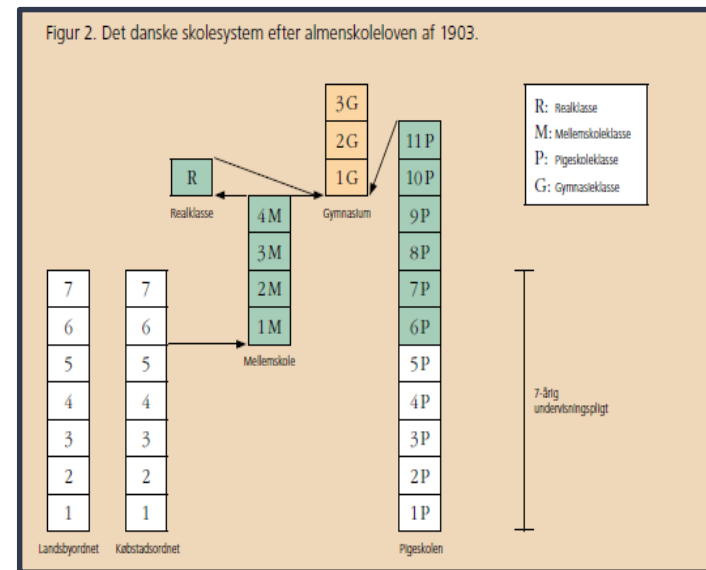 Figur 2. Det danske skolesystem efter almenskoleloven af 1903.
R: Realklasse
M: Mellemskoleklasse
P: Pigeskoleklasse
G: Gymnasieklasse
3G
2G
1G
Gymnasium
R
Realklasse
4M
3M
2M
1M
Mellemskole
11P
10P
9P
8P
7P
6P
5P
4P
3P
2P
1P
Pigeskolen
7
6
5
4
3
2
1
Landsbyordnet
7
6
5
4
3
2
1
Købstadsordnet
7-årig
undervisningspligt